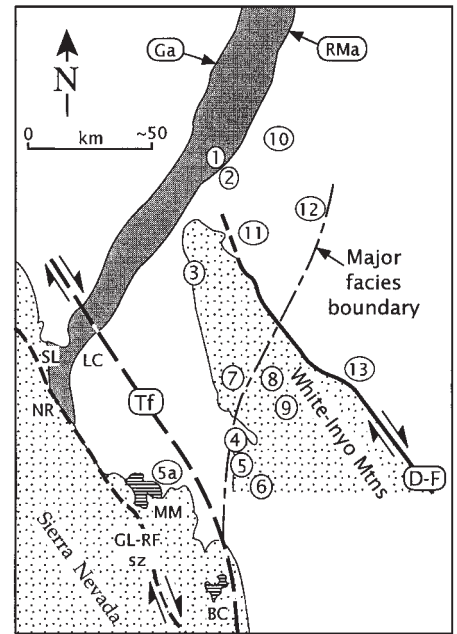 Ga
RMa
N
0 km ~50
10
1
2
12
11
Major
facies
boundary
3
SL
LC
13
7
8
Tf
9
White-Inyo Mtns
NR
4
5a
5
D-F
6
MM
GL-RF
sz
Sierra Nevada
BC